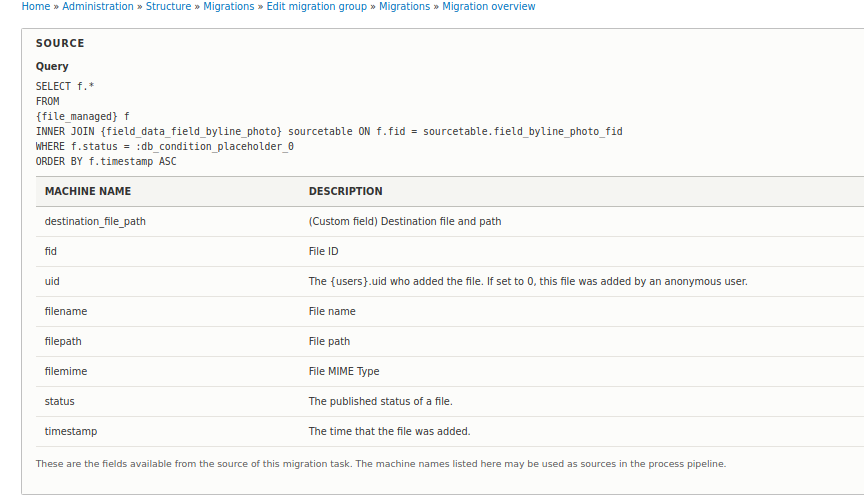 Home » Administration » Structure » Migrations » Edit migration group » Migrations » Migration overview
SOURCE
Query
SELECT f.*
FROM
{file_managed} f
INNER JOIN {field_data_field_byline_photo} sourcetable ON f.fid = sourcetable.field_byline_photo_fid
WHERE f.status = :db_condition_placeholder_0
ORDER BY f.timestamp ASC
MACHINE NAME DESCRIPTION
destination_file_path (Custom field) Destination file and path
fid File ID
uid The {users}.uid who added the file. If set to 0, this file was added by an anonymous user.
filename File name
filepath File path
filemime File MIME Type
status The published status of a file.
timestamp The time that the file was added.
These are the fields available from the source of this migration task. The machine names listed here may be used as sources in the process pipeline.